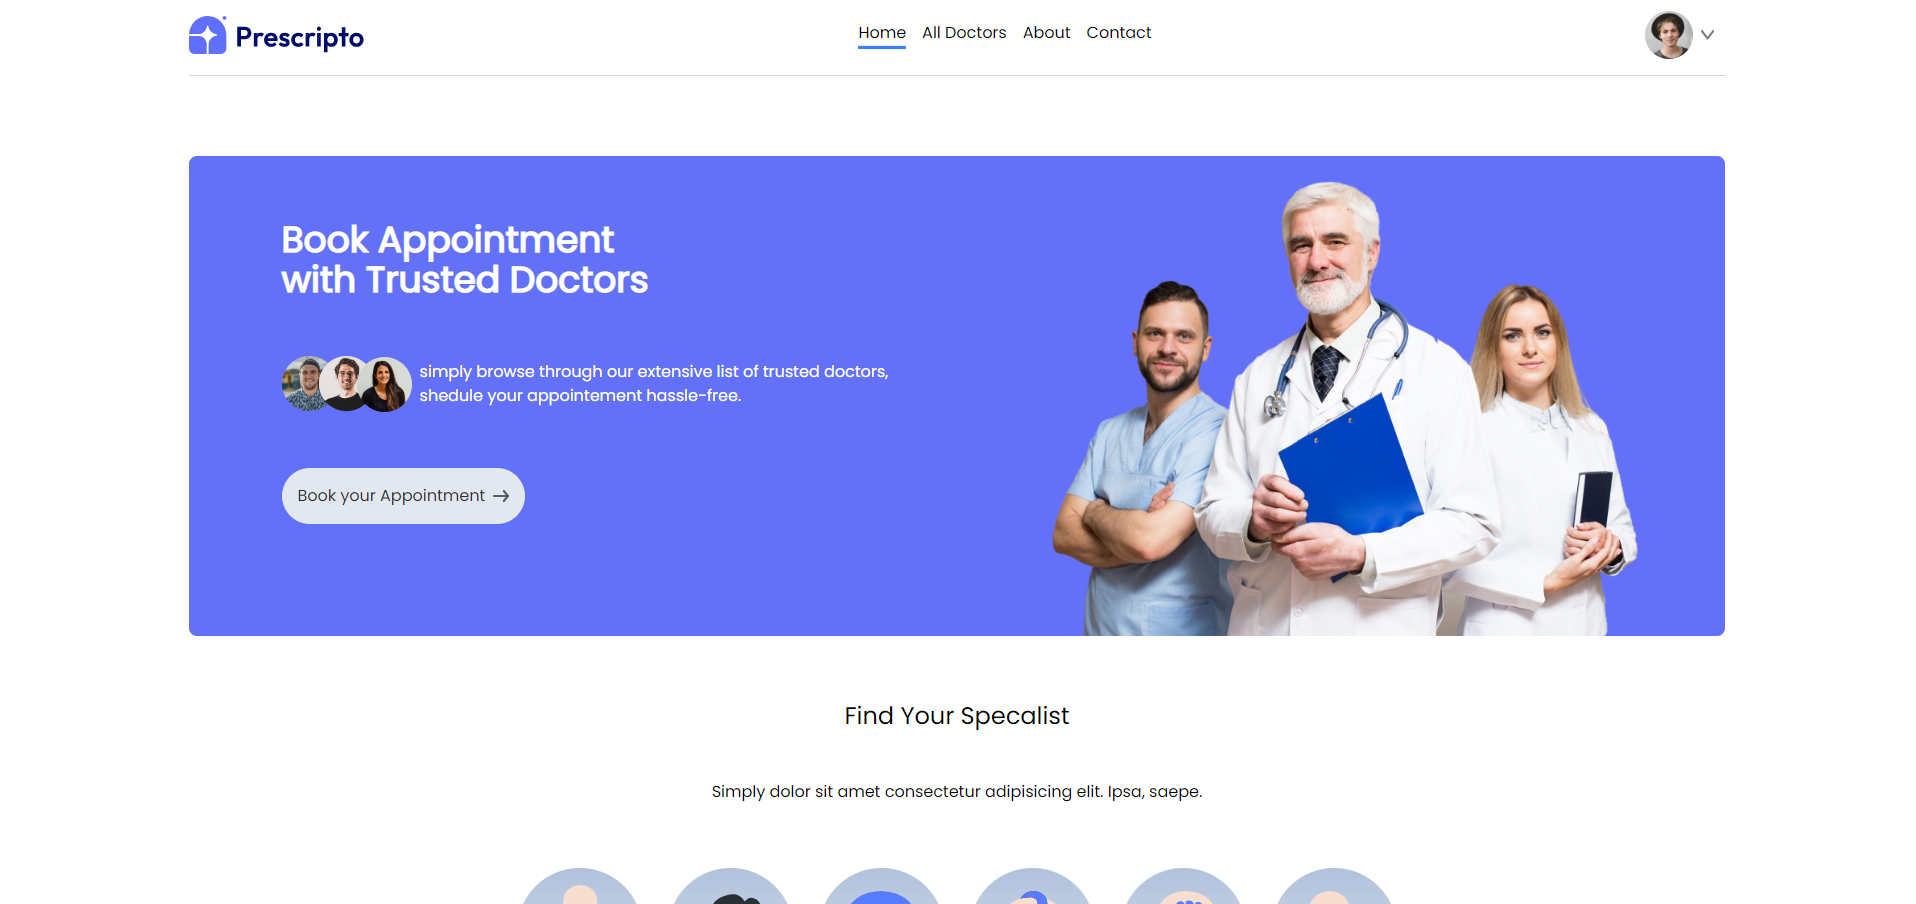 Prescripto
Home
All Doctors
About
Contact
Book Appointment
with Trusted Doctors
simply browse through our extensive list of trusted doctors,
shedule your appointement hassle-free.
Book your Appointment
Find Your Specalist
Simply dolor sit amet consectetur adipisicing elit. Ipsa, saepe.